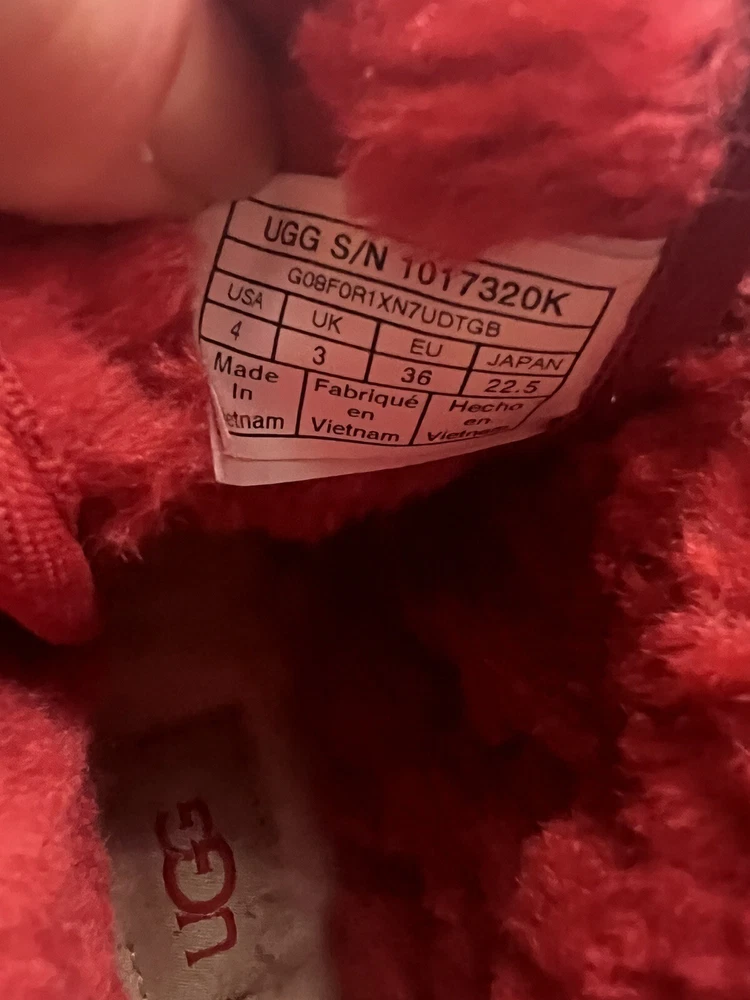 UGG S/N 1017320K
G08F0R1XN7UDTGB
USA UK EU JAPAN
4 3 36 22.5
Made Fabriqué Hecho
In en en
etnam Vietnam Vietnam
UGG